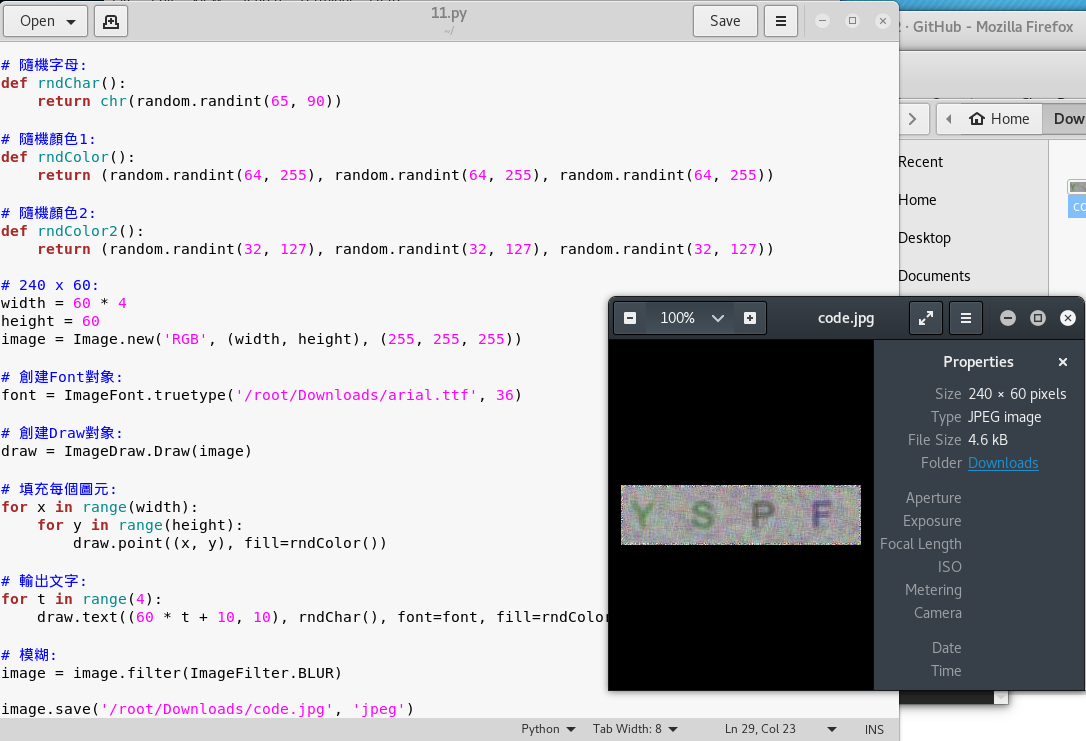 Open
11.py
~/
Save
· GitHub - Mozilla Firefox
# 隨機字母:
def rndChar():
    return chr(random.randint(65, 90))
# 隨機顏色1:
def rndColor():
    return (random.randint(64, 255), random.randint(64, 255), random.randint(64, 255))
# 隨機顏色2:
def rndColor2():
    return (random.randint(32, 127), random.randint(32, 127), random.randint(32, 127))
# 240 x 60:
width = 60 * 4
height = 60
image = Image.new('RGB', (width, height), (255, 255, 255))
# 創建Font對象:
font = ImageFont.truetype('/root/Downloads/arial.ttf', 36)
# 創建Draw對象:
draw = ImageDraw.Draw(image)
# 填充每個圖元:
for x in range(width):
    for y in range(height):
        draw.point((x, y), fill=rndColor())
# 輸出文字:
for t in range(4):
    draw.text((60 * t + 10, 10), rndChar(), font=font, fill=rndColor
# 模糊:
image = image.filter(ImageFilter.BLUR)
image.save('/root/Downloads/code.jpg', 'jpeg')
Python
Tab Width: 8
Ln 29, Col 23
INS
Home
Dow
Recent
Home
Desktop
Documents
co
100%
code.jpg
Y S P F
Properties
Size 240 × 60 pixels
Type JPEG image
File Size 4.6 kB
Folder Downloads
Aperture
Exposure
Focal Length
ISO
Metering
Camera
Date
Time